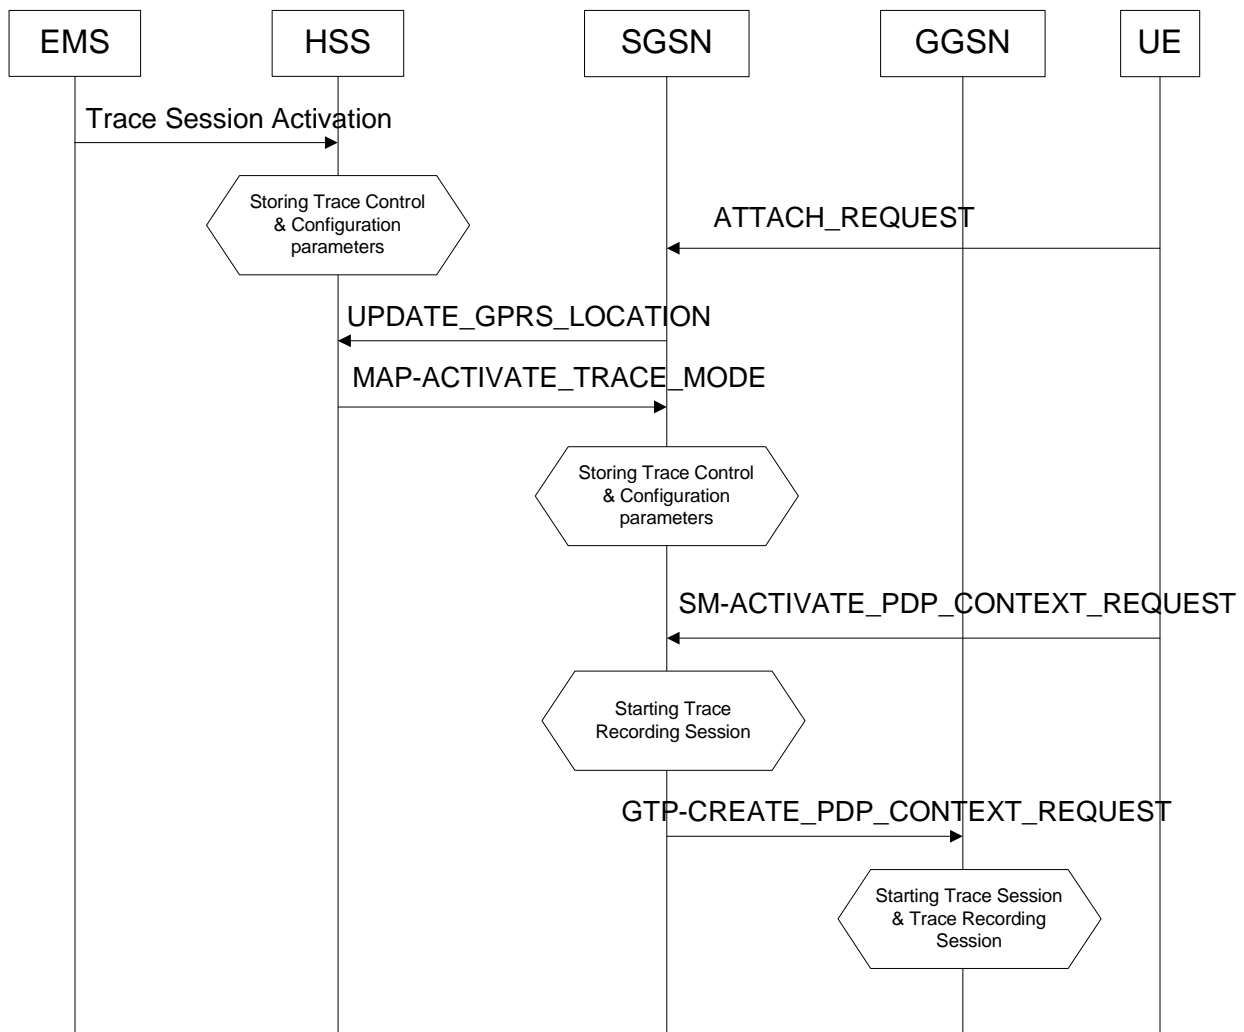 EMS
HSS
SGSN
GGSN
UE
Trace Session Activation
Storing Trace Control
& Configuration
parameters
ATTACH_REQUEST
UPDATE_GPRS_LOCATION
MAP-ACTIVATE_TRACE_MODE
Storing Trace Control
& Configuration
parameters
SM-ACTIVATE_PDP_CONTEXT_REQUEST
Starting Trace
Recording Session
GTP-CREATE_PDP_CONTEXT_REQUEST
Starting Trace Session
& Trace Recording
Session